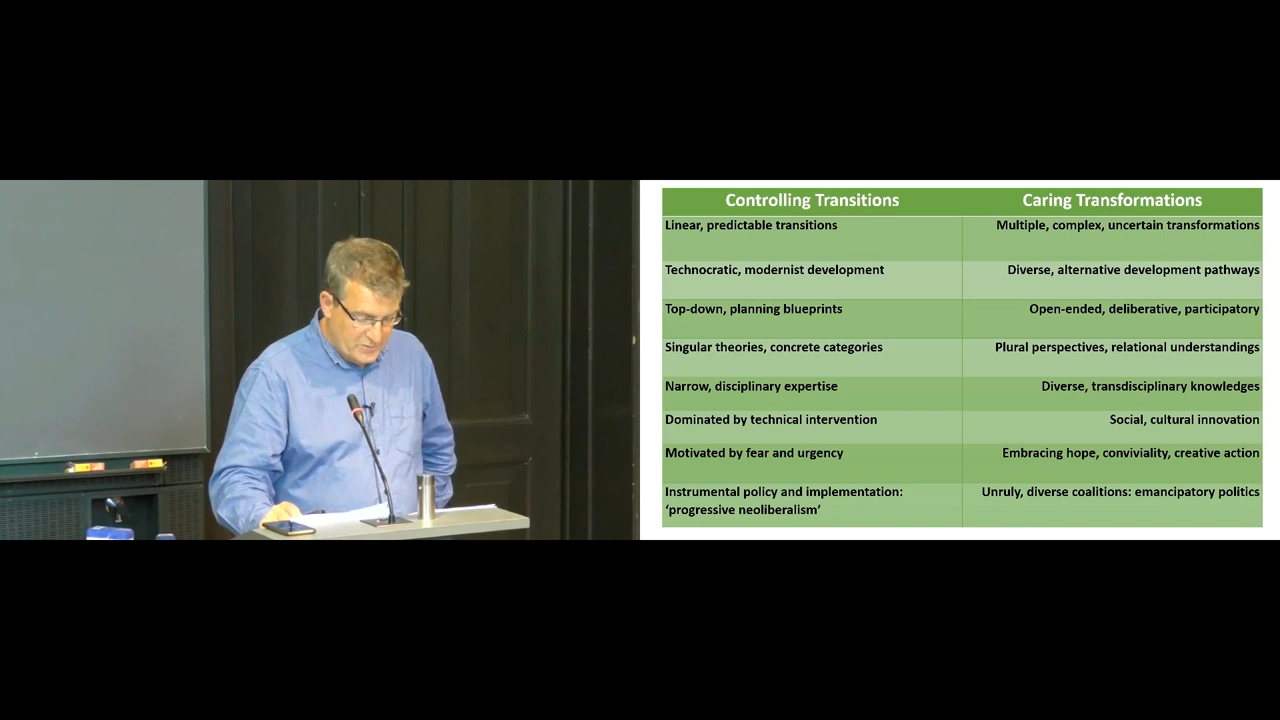 Controlling Transitions
Caring Transformations
Linear, predictable transitions
Multiple, complex, uncertain transformations
Technocratic, modernist development
Diverse, alternative development pathways
Top-down, planning blueprints
Open-ended, deliberative, participatory
Singular theories, concrete categories
Plural perspectives, relational understandings
Narrow, disciplinary expertise
Diverse, transdisciplinary knowledges
Dominated by technical intervention
Social, cultural innovation
Motivated by fear and urgency
Embracing hope, conviviality, creative action
Instrumental policy and implementation:
‘progressive neoliberalism’
Unruly, diverse coalitions: emancipatory politics